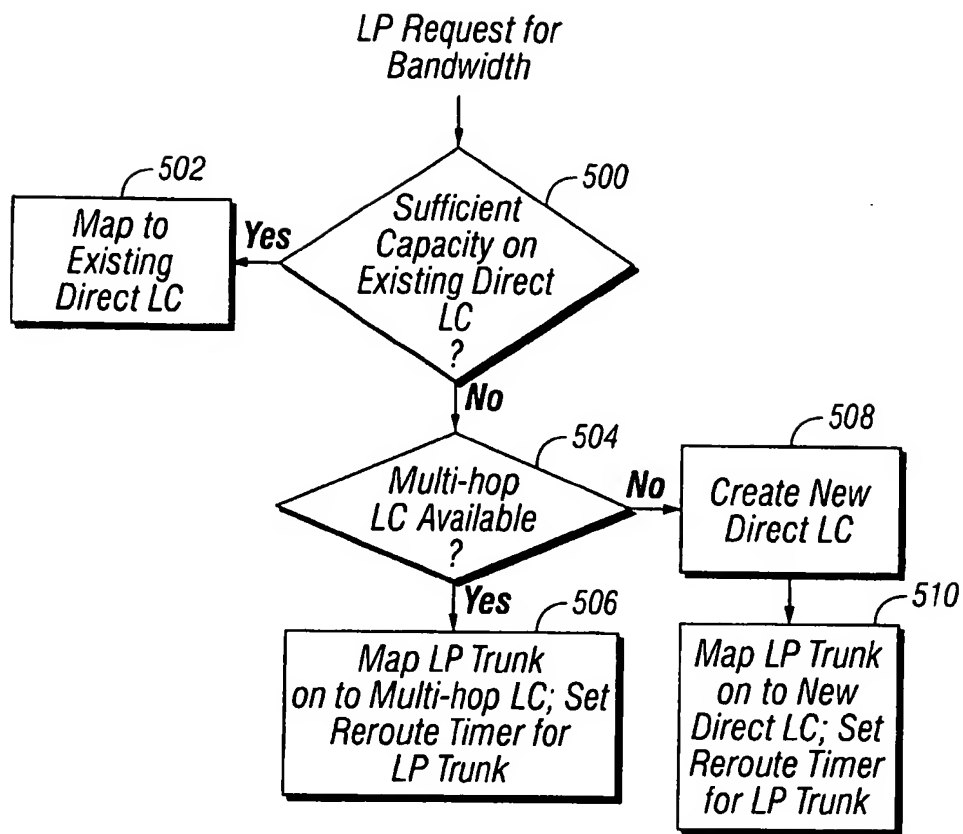 LP Request for
Bandwidth
502
Map to
Existing
Direct LC
Yes
500
Sufficient
Capacity on
Existing Direct
LC
?
No
504
Multi-hop
LC Available
?
No
508
Create New
Direct LC
Yes
506
Map LP Trunk
on to Multi-hop LC; Set
Reroute Timer for
LP Trunk
510
Map LP Trunk
on to New
Direct LC; Set
Reroute Timer
for LP Trunk